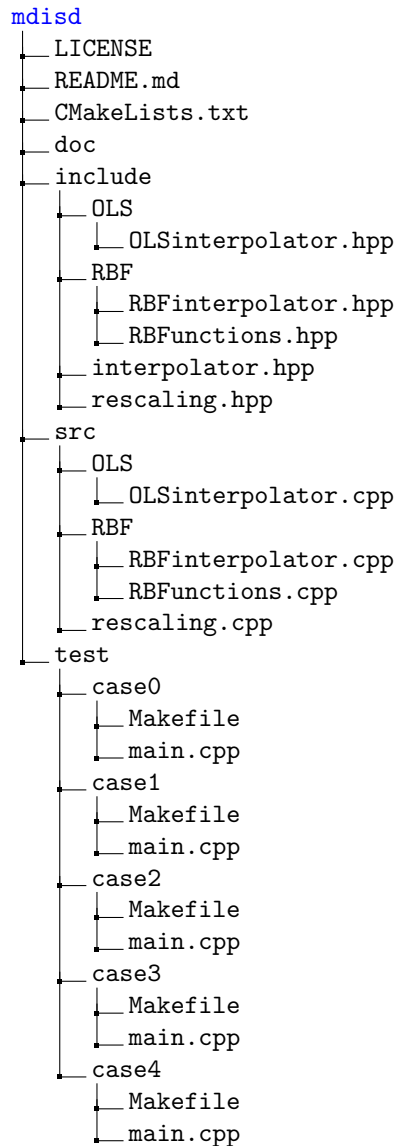 mdisd
LICENSE
README.md
CMakeLists.txt
doc
include
OLS
OLSinterpolator.hpp
RBF
RBFinterpolator.hpp
RBFunctions.hpp
interpolator.hpp
rescaling.hpp
src
OLS
OLSinterpolator.cpp
RBF
RBFinterpolator.cpp
RBFunctions.cpp
rescaling.cpp
test
case0
Makefile
main.cpp
case1
Makefile
main.cpp
case2
Makefile
main.cpp
case3
Makefile
main.cpp
case4
Makefile
main.cpp